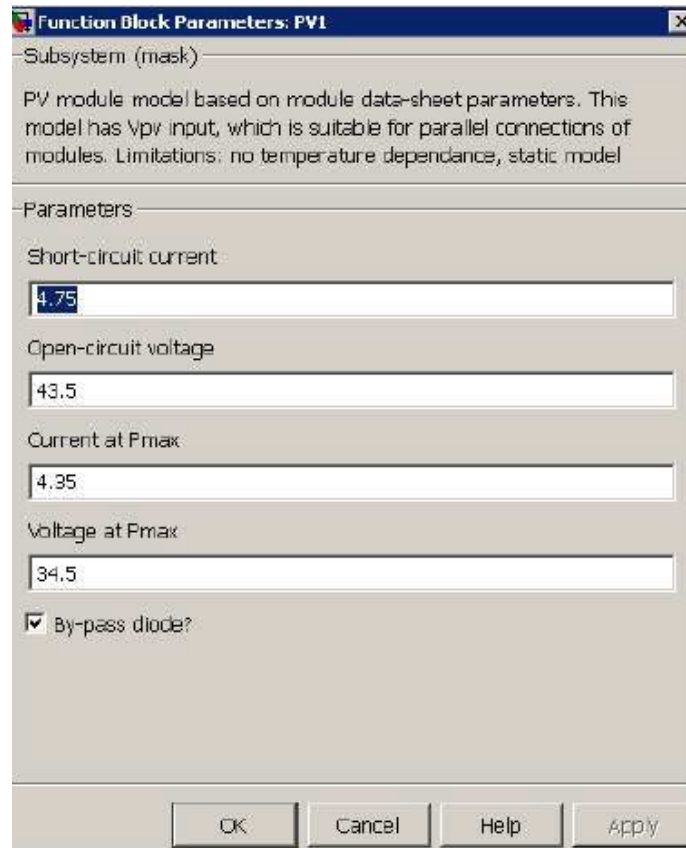 Function Block Parameters: PV1
Subsystem (mask)
PV module model based on module data-sheet parameters. This
model has Vpv input, which is suitable for parallel connections of
modules. Limitations: no temperature dependance, static model
Parameters
Short-circuit current
4.75
Open-circuit voltage
43.5
Current at Pmax
4.35
Voltage at Pmax
34.5
By-pass diode?
OK Cancel Help Apply